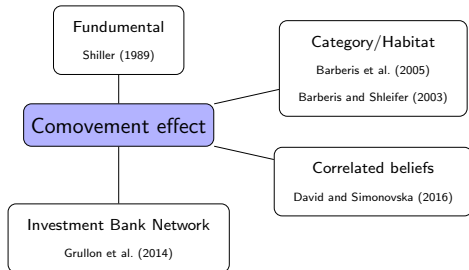 Fundumental
Shiller (1989)
Category/Habitat
Barberis et al. (2005)
Barberis and Shleifer (2003)
Comovement effect
Correlated beliefs
David and Simonovska (2016)
Investment Bank Network
Grullon et al. (2014)